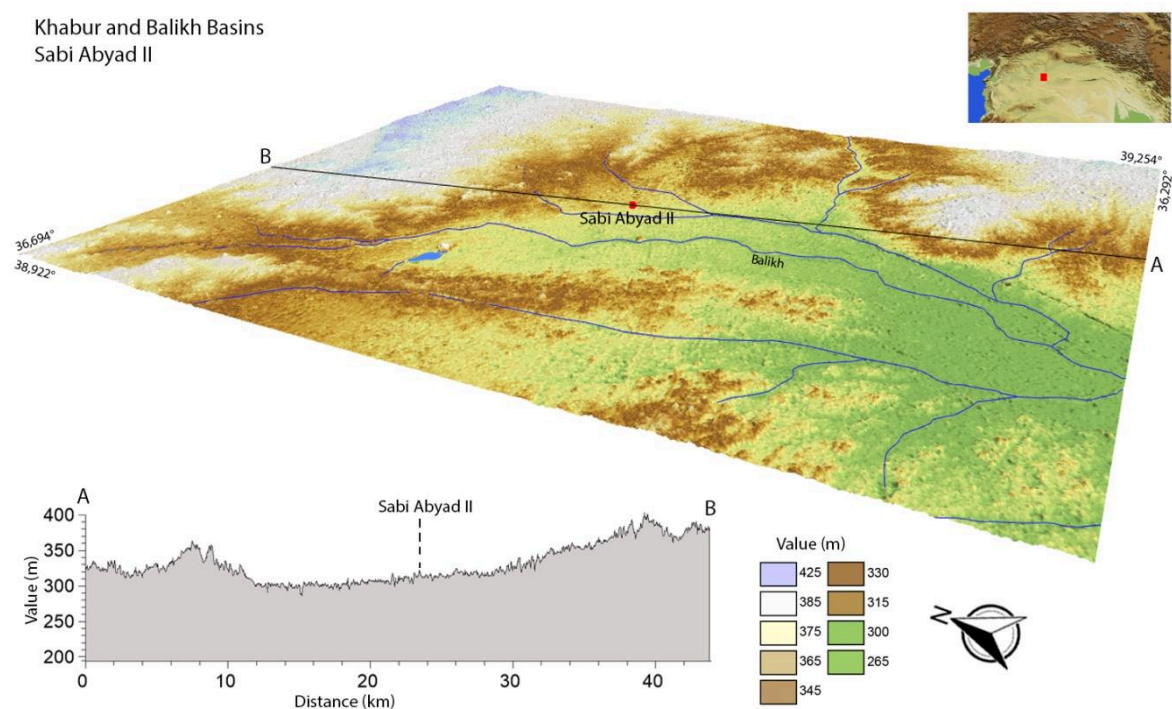 Khabur and Balikh Basins
Sabi Abyad II
B
39,254°
36,292°
Sabi Abyad II
36,694°
38,922°
Balikh
A
A
Sabi Abyad II
B
400
350
300
250
200
Value (m)
0
10
20
30
40
Distance (km)
Value (m)
425
330
385
315
375
300
365
265
345
N